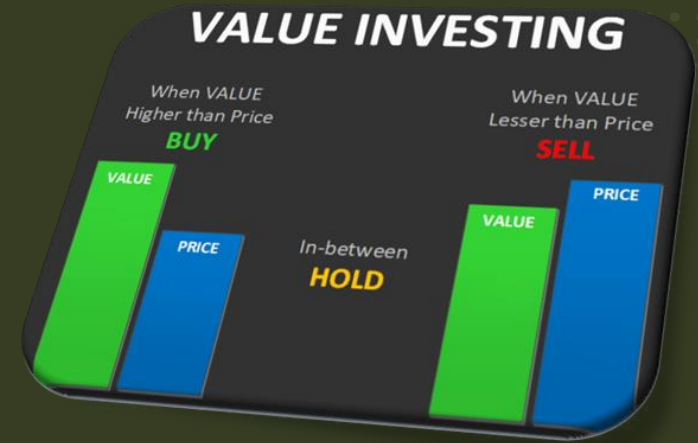 VALUE INVESTING
When VALUE
Higher than Price
BUY
VALUE
PRICE
In-between
HOLD
When VALUE
Lesser than Price
SELL
VALUE
PRICE